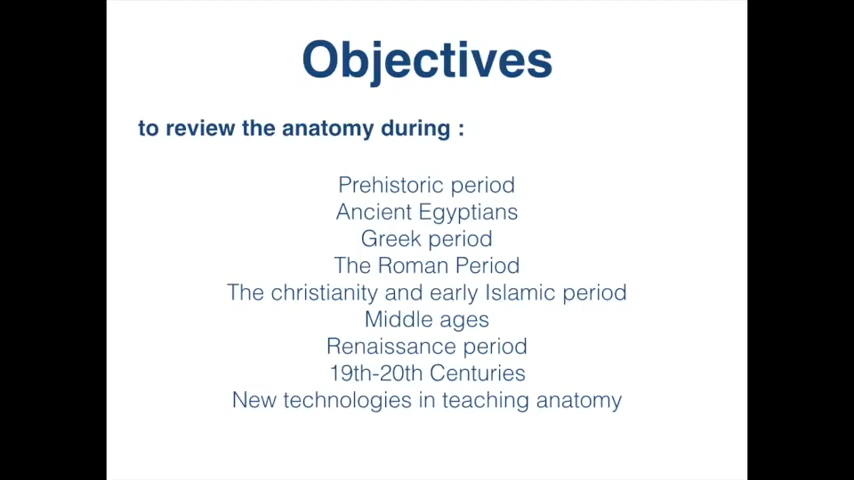 Objectives
to review the anatomy during :
Prehistoric period
Ancient Egyptians
Greek period
The Roman Period
The christianity and early Islamic period
Middle ages
Renaissance period
19th-20th Centuries
New technologies in teaching anatomy